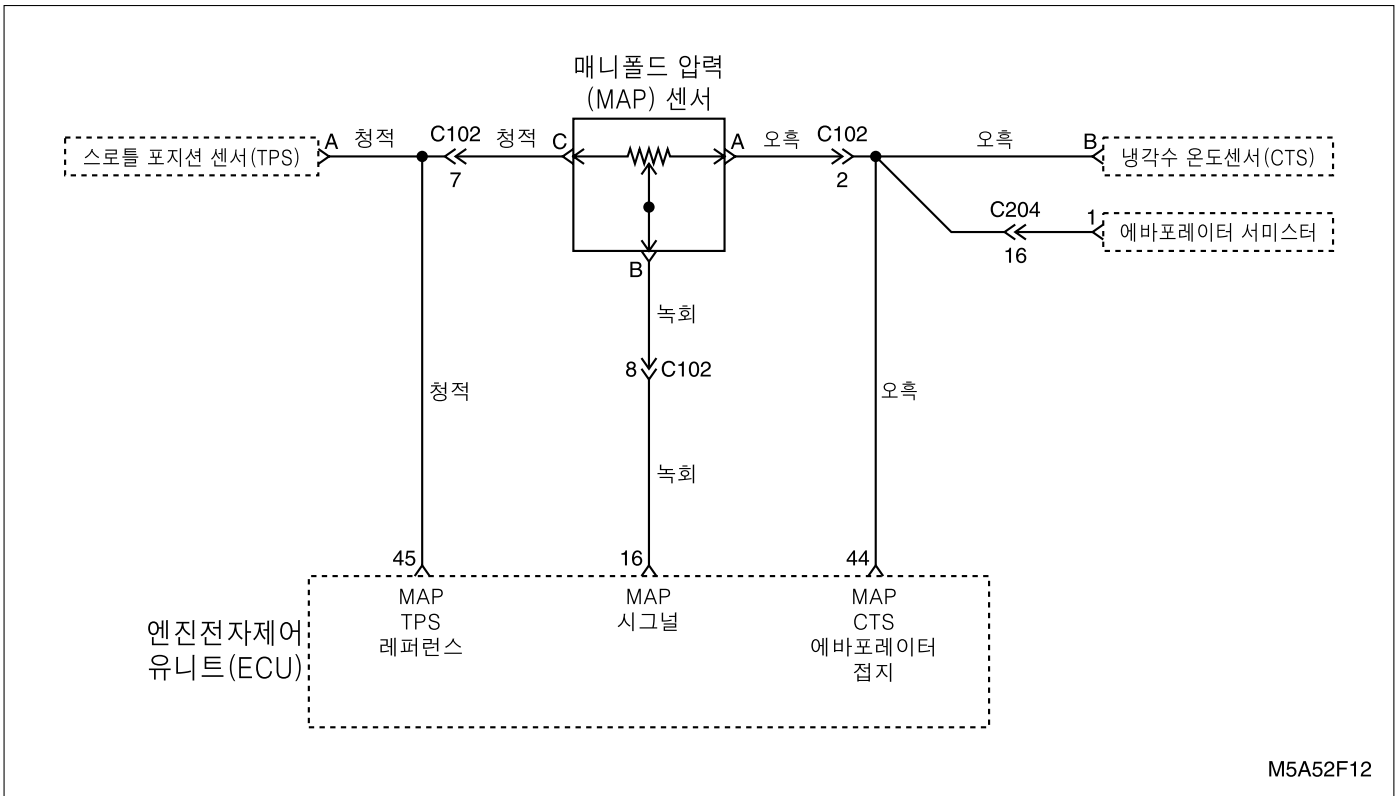 매니폴드 압력
(MAP) 센서
스로틀 포지션 센서(TPS)
A
청적
C102
7
청적
C
A
오흑
C102
2
오흑
B
냉각수 온도센서(CTS)
C204
16
1
에바포레이터 서미스터
B
녹회
8
C102
청적
녹회
오흑
45
16
44
엔진전자제어
유니트(ECU)
MAP
TPS
레퍼런스
MAP
시그널
MAP
CTS
에바포레이터
접지
M5A52F12